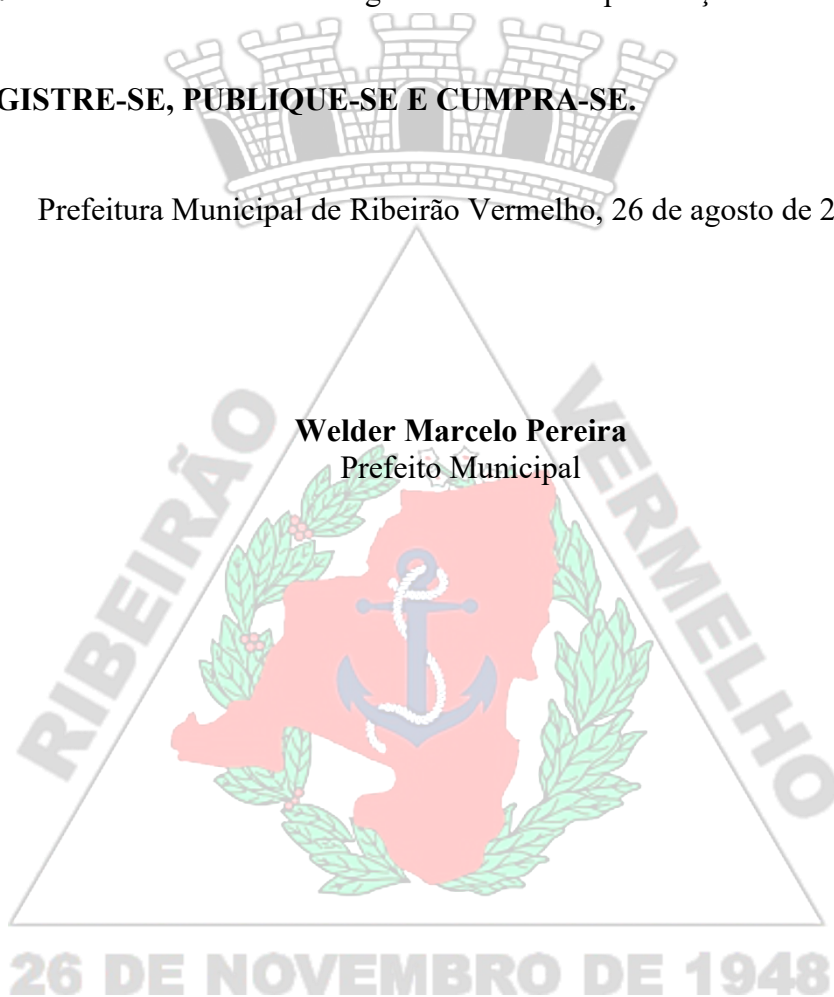 GISTRE-SE, PUBLIQUE-SE E CUMPRA-SE.
Prefeitura Municipal de Ribeirão Vermelho, 26 de agosto de 2
Welder Marcelo Pereira
Prefeito Municipal
RIBEIRÃO
VERMELHO
26 DE NOVEMBRO DE 1948